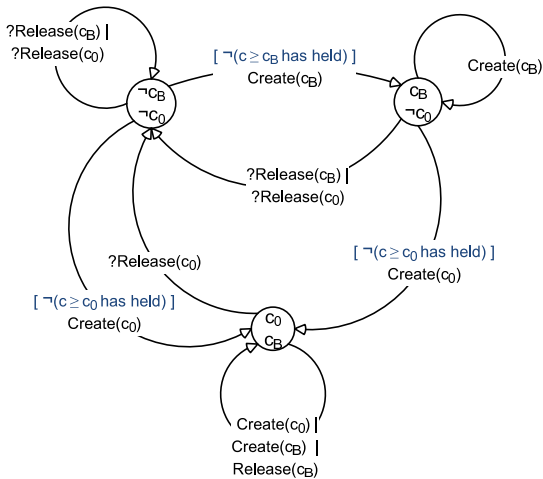 ?Release(c_B) |
?Release(c_0)
[ ¬(c ≥ c_B has held) ]
Create(c_B)
Create(c_B)
¬c_B
¬c_0
c_B
¬c_0
?Release(c_B) |
?Release(c_0)
?Release(c_0)
[ ¬(c ≥ c_0 has held) ]
Create(c_0)
[ ¬(c ≥ c_0 has held) ]
Create(c_0)
c_0
c_B
Create(c_0) |
Create(c_B) |
Release(c_B)